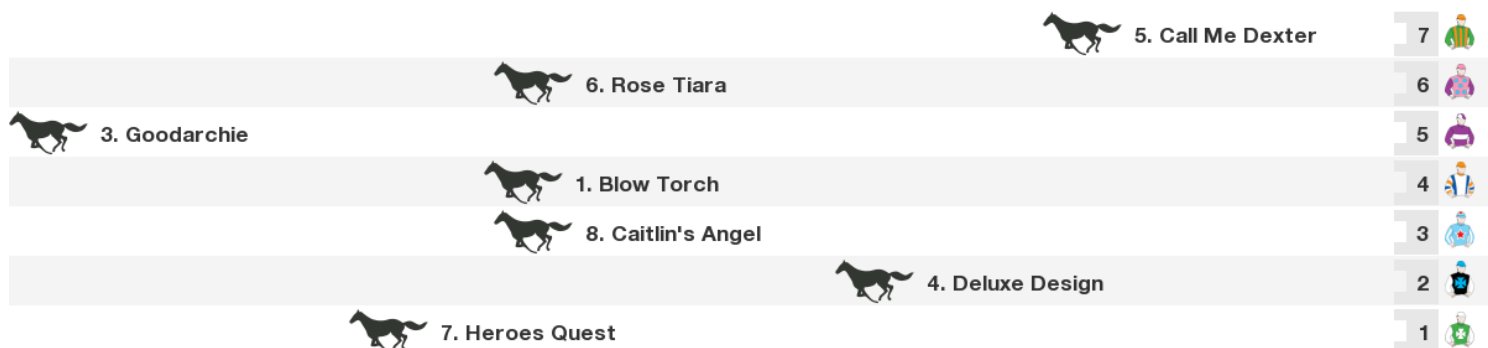 5. Call Me Dexter 7
6. Rose Tiara 6
3. Goodarchie 5
1. Blow Torch 4
8. Caitlin's Angel 3
4. Deluxe Design 2
7. Heroes Quest 1